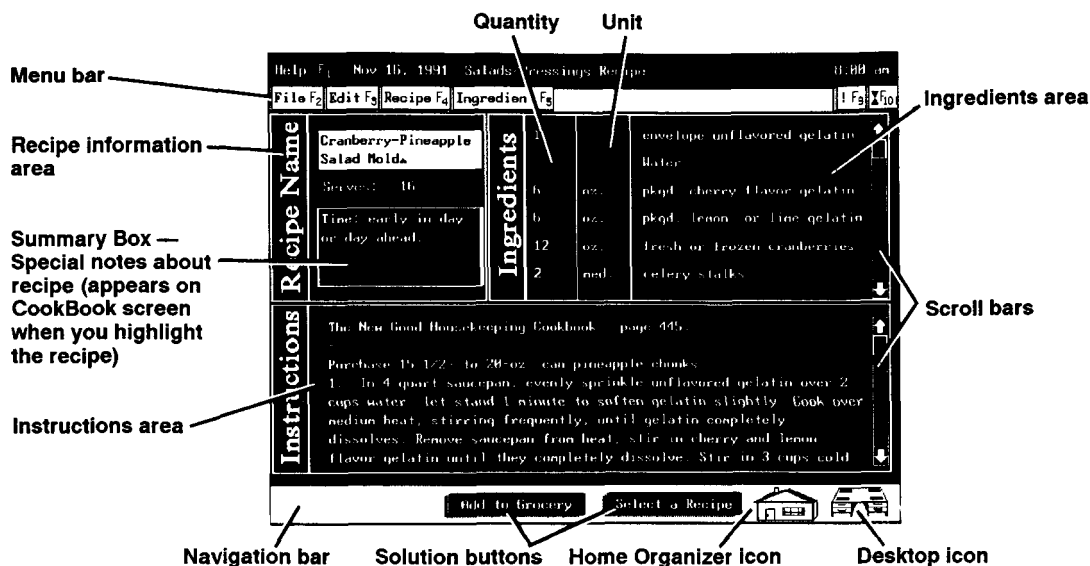 Quantity Unit
Menu bar
Help F1 Nov 16, 1991 Salads-Dressings Recipe 8:00 am
File F2 Edit F3 Recipe F4 Ingredien F5 ! F9 F10
Ingredients area
Recipe information
area
Recipe Name
Cranberry-Pineapple
Salad Mold
Serves: 16
Time: early in day
or day ahead.
Ingredients
1 envelope unflavored gelatin
Water
6 oz. pkgd. cherry flavor gelatin
6 oz. pkgd. lemon or lime gelatin
12 oz. fresh or frozen cranberries
2 med. celery stalks
Summary Box —
Special notes about
recipe (appears on
CookBook screen
when you highlight
the recipe)
Scroll bars
Instructions area
Instructions
The New Good Housekeeping Cookbook page 445.
Purchase 15 1/2- to 20-oz can pineapple chunks
1. In 4 quart saucepan, evenly sprinkle unflavored gelatin over 2
cups water let stand 1 minute to soften gelatin slightly Cook over
medium heat, stirring frequently, until gelatin completely
dissolves. Remove saucepan from heat, stir in cherry and lemon
flavor gelatin until they completely dissolve. Stir in 3 cups cold
Add to Grocery Select a Recipe
Navigation bar Solution buttons Home Organizer icon Desktop icon